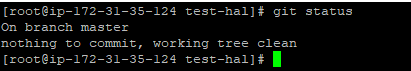 [root@ip-172-31-35-124 test-hal]# git status
On branch master
nothing to commit, working tree clean
[root@ip-172-31-35-124 test-hal]#